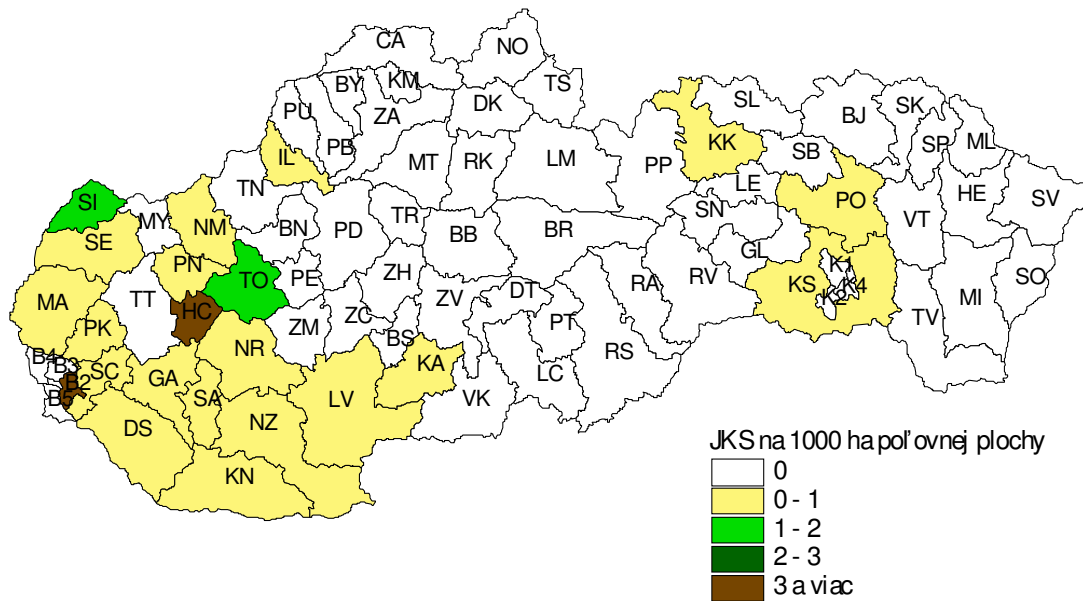 CA
NO
BY
KM
TS
PU
ZA
DK
SL
BJ
SK
PB
IL
MT
RK
LM
PP
KK
SB
SP
ML
TN
LE
HE
SV
SI
MY
NM
BN
PD
TR
SN
PO
VT
SE
BB
BR
GL
PN
TO
PE
ZH
RA
RV
KS
K1
K4
K2
SO
MA
TT
HC
ZM
ZC
BS
ZV
DT
PT
TV
MI
PK
NR
KA
LC
RS
B4
B3
B2
B5
SC
GA
SA
LV
VK
DS
NZ
KN
JKS na 1000 ha poľovnej plochy
0
0 - 1
1 - 2
2 - 3
3 a viac